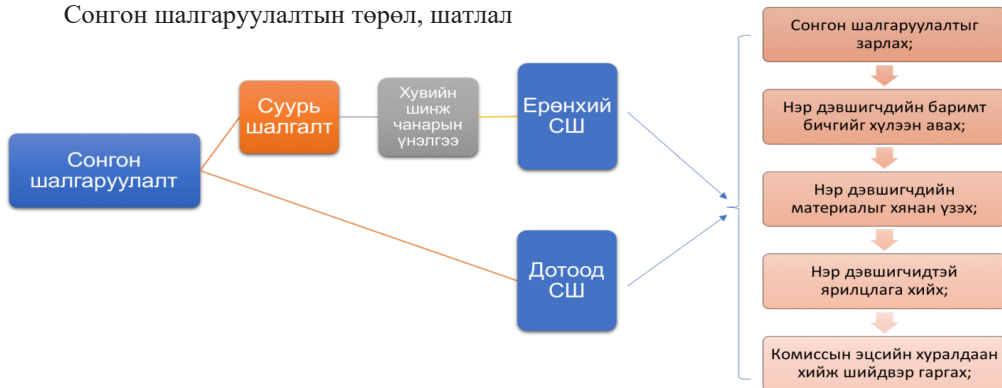 Сонгон шалгаруулалтын төрөл, шатлал
Сонгон
шалгаруулалт
Суурь
шалгалт
Хувийн
шинж
чанарын
үнэлгээ
Ерөнхий
СШ
Дотоод
СШ
Сонгон шалгаруулалтыг
зарлах;
Нэр дэвшигчдийн баримт
бичгийг хүлээн авах;
Нэр дэвшигчдийн
материалыг хянан үзэх;
Нэр дэвшигчидтэй
ярилцлага хийх;
Комиссын эцсийн хуралдаан
хийж шийдвэр гаргах;